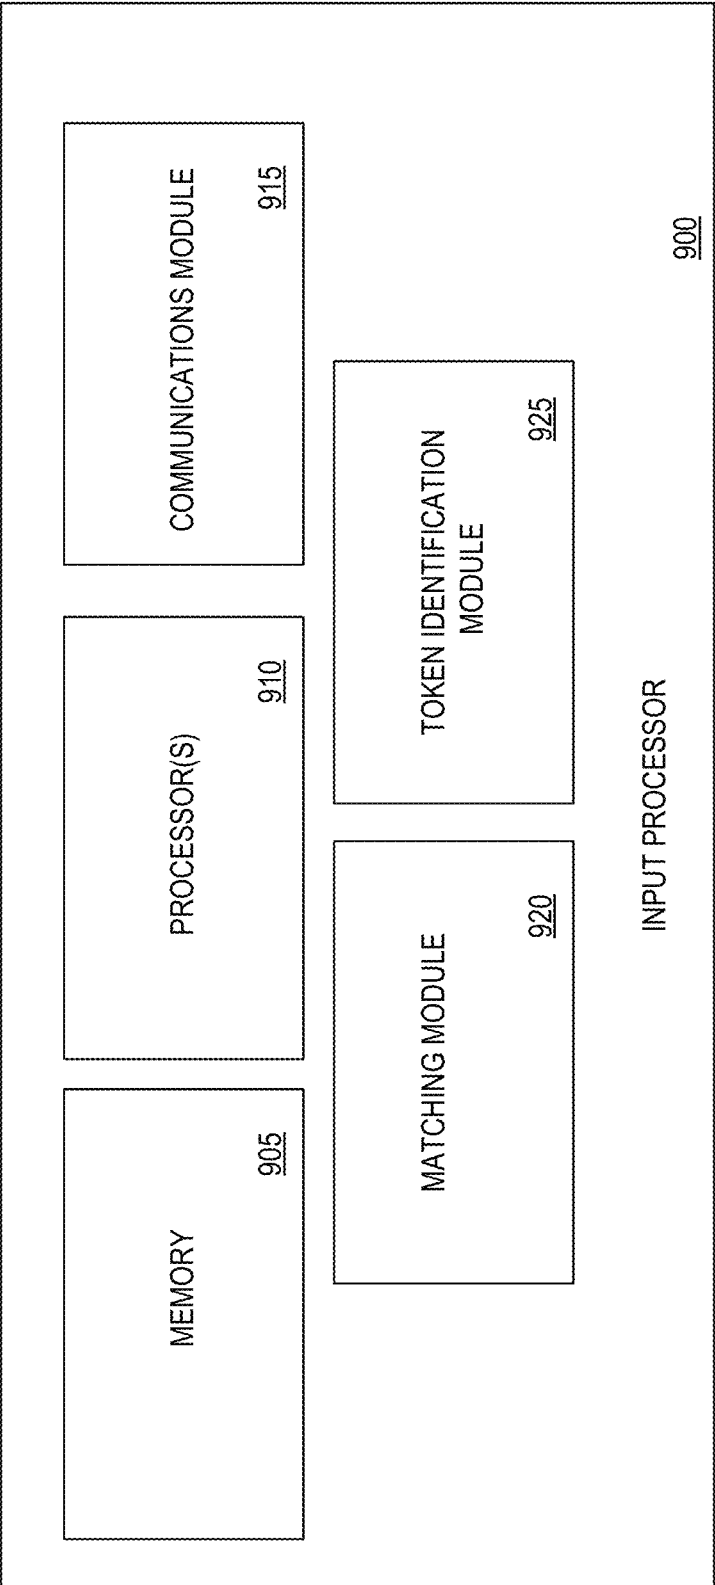 MEMORY
905
PROCESSOR(S)
910
COMMUNICATIONS MODULE
915
MATCHING MODULE
920
TOKEN IDENTIFICATION
MODULE
925
INPUT PROCESSOR
900